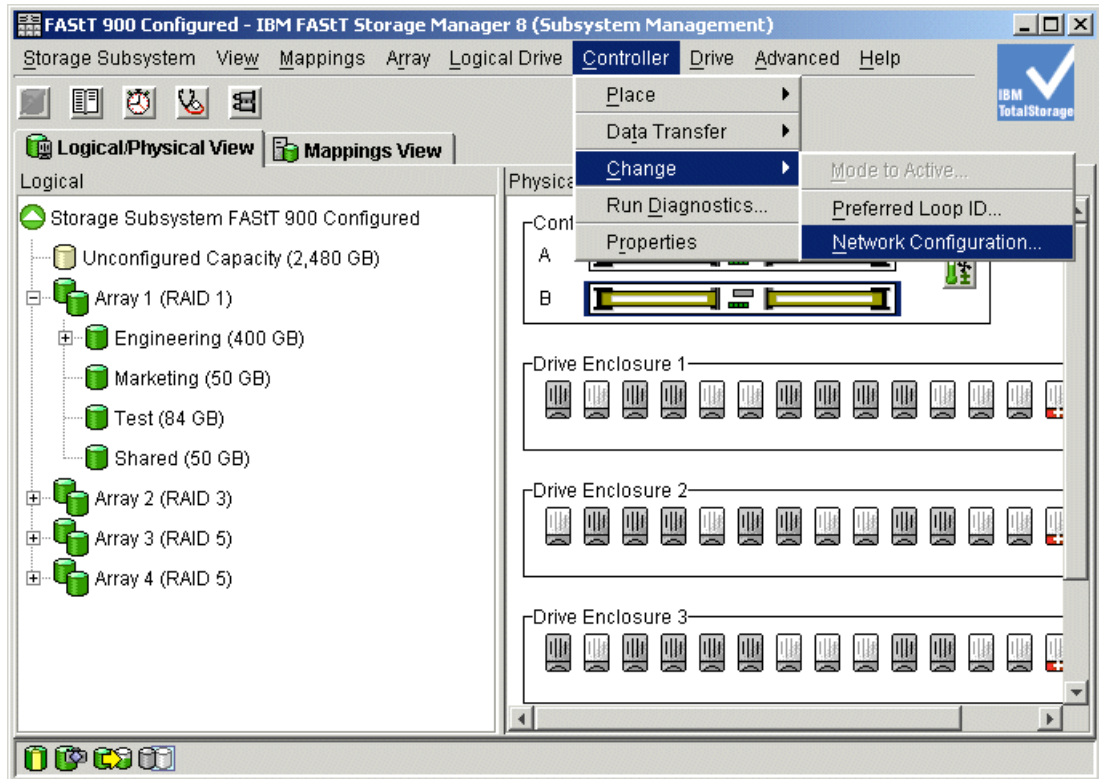 FAStT 900 Configured - IBM FAStT Storage Manager 8 (Subsystem Management)
Storage Subsystem View Mappings Array Logical Drive Controller Drive Advanced Help
IBM
TotalStorage
Place
Data Transfer
Change
Run Diagnostics...
Properties
Mode to Active...
Preferred Loop ID...
Network Configuration...
Logical/Physical View
Mappings View
Logical
Storage Subsystem FAStT 900 Configured
Unconfigured Capacity (2,480 GB)
Array 1 (RAID 1)
Engineering (400 GB)
Marketing (50 GB)
Test (84 GB)
Shared (50 GB)
Array 2 (RAID 3)
Array 3 (RAID 5)
Array 4 (RAID 5)
Physica
Cont
A
B
Drive Enclosure 1
Drive Enclosure 2
Drive Enclosure 3